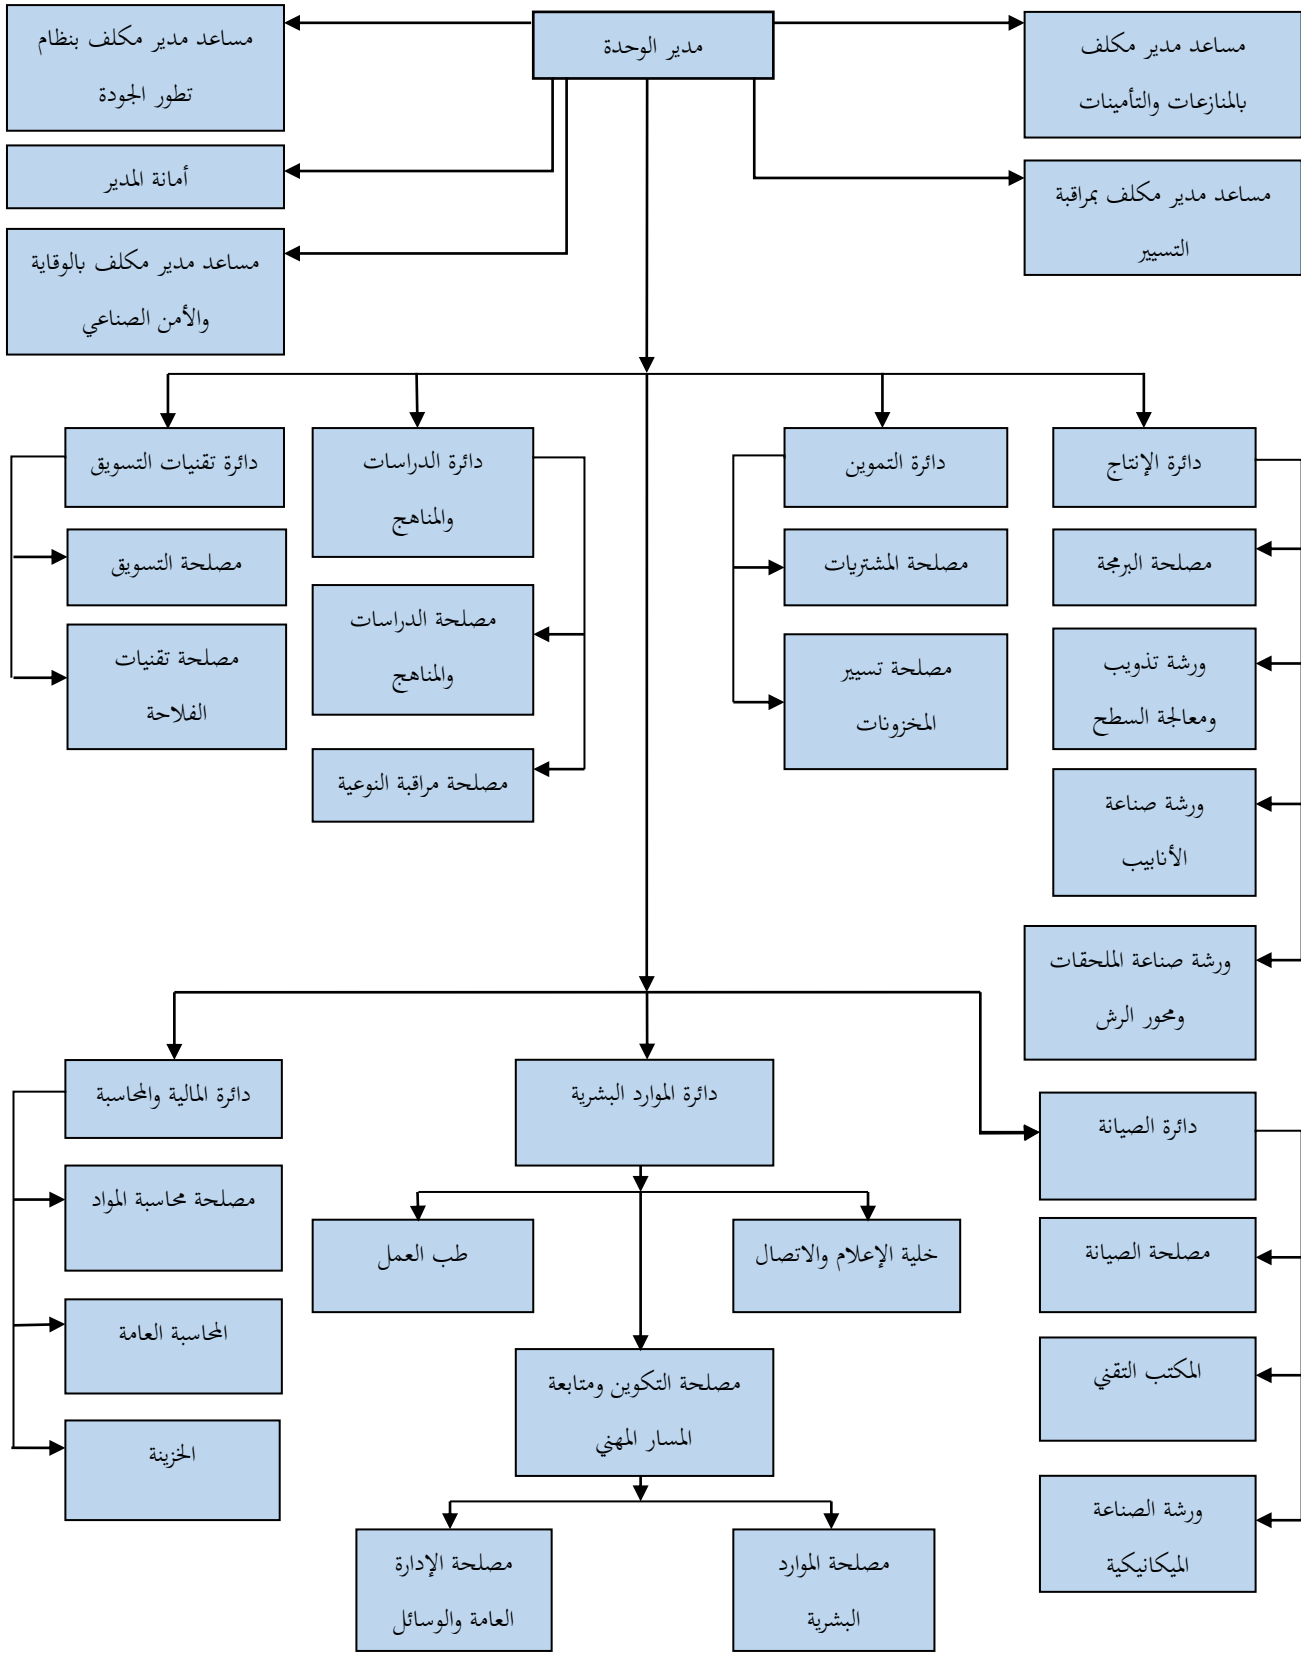 مدير الوحدة
مساعد مدير مكلف
بالمنازعات والتأمينات
مساعد مدير مكلف بمراقبة
التسيير
مساعد مدير مكلف بنظام
تطور الجودة
أمانة المدير
مساعد مدير مكلف بالوقاية
والأمن الصناعي
دائرة الإنتاج
مصلحة البرمجة
ورشة تذويب
ومعالجة السطح
ورشة صناعة
الأنابيب
ورشة صناعة الملحقات
ومحور الرش
دائرة التموين
مصلحة المشتريات
مصلحة تسيير
المخزونات
دائرة الدراسات
والمناهج
مصلحة الدراسات
والمناهج
مصلحة مراقبة النوعية
دائرة تقنيات التسويق
مصلحة التسويق
مصلحة تقنيات
الفلاحة
دائرة الصيانة
مصلحة الصيانة
المكتب التقني
ورشة الصناعة
الميكانيكية
دائرة الموارد البشرية
خلية الإعلام والاتصال
طب العمل
مصلحة التكوين ومتابعة
المسار المهني
مصلحة الموارد
البشرية
مصلحة الإدارة
العامة والوسائل
دائرة المالية والمحاسبة
مصلحة محاسبة المواد
المحاسبة العامة
الخزينة